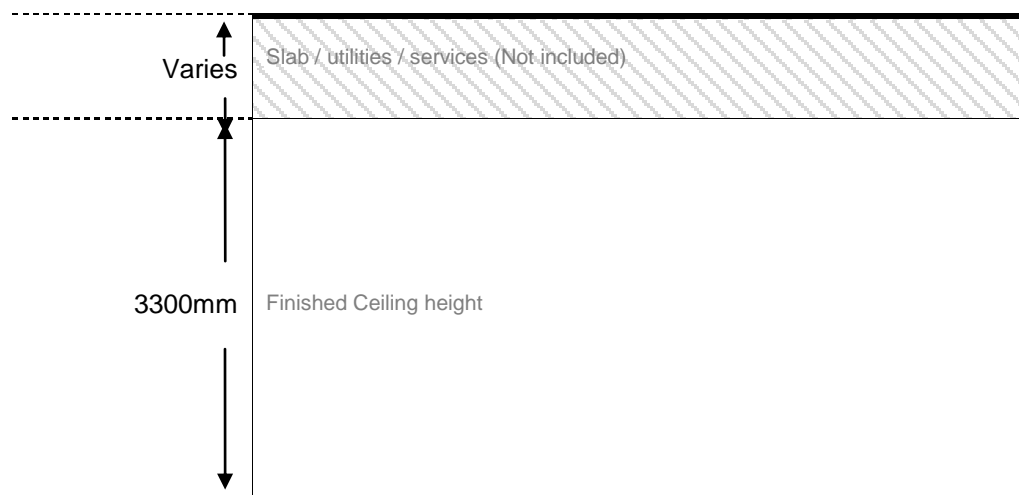 Varies
Slab / utilities / services (Not included)
3300mm
Finished Ceiling height